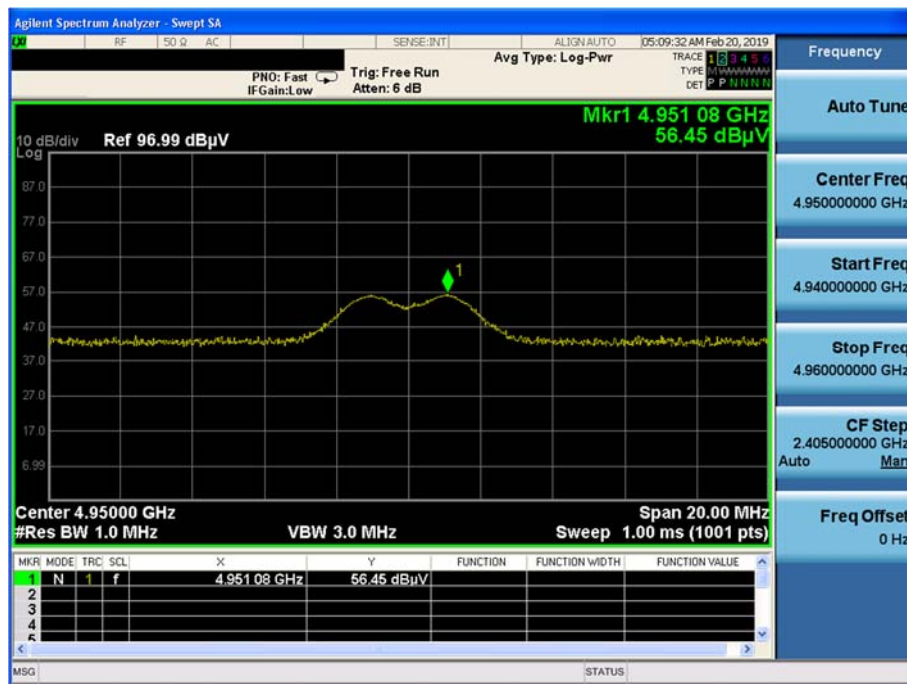 Agilent Spectrum Analyzer - Swept SA
RF 50 Ω AC SENSE:INT ALIGN AUTO 05:09:32 AM Feb 20, 2019
Frequency
Avg Type: Log-Pwr
TRACE 1 2 3 4 5 6
PNO: Fast Trig: Free Run
TYPE M W W W W W
IFGain:Low Atten: 6 dB
DET P P N N N N
Auto Tune
Mkr1 4.951 08 GHz
56.45 dBµV
10 dB/div Ref 96.99 dBµV
Log
87.0
77.0
67.0
57.0
47.0
37.0
27.0
17.0
6.99
1
Center Freq
4.950000000 GHz
Start Freq
4.940000000 GHz
Stop Freq
4.960000000 GHz
CF Step
2.405000000 GHz
Auto Man
Freq Offset
0 Hz
Center 4.95000 GHz Span 20.00 MHz
#Res BW 1.0 MHz VBW 3.0 MHz Sweep 1.00 ms (1001 pts)
MKR MODE TRC SCL X Y FUNCTION FUNCTION WIDTH FUNCTION VALUE
1 N 1 f 4.951 08 GHz 56.45 dBµV
2
3
4
5
MSG STATUS